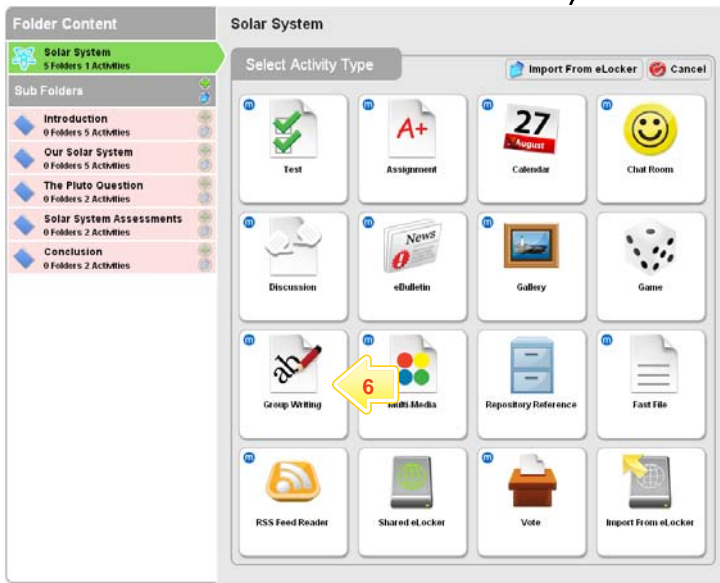 Folder Content
Solar System
5 Folders 1 Activities
Sub Folders
Introduction
0 Folders 5 Activities
Our Solar System
0 Folders 5 Activities
The Pluto Question
0 Folders 2 Activities
Solar System Assessments
0 Folders 2 Activities
Conclusion
0 Folders 2 Activities
Solar System
Select Activity Type
Import From eLocker
Cancel
m
m A+
m 27 August
m
Test
Assignment
Calendar
Chat Room
m
m News
m
Discussion
eBulletin
Gallery
Game
m ab
m
m
6
Group Writing
Multi-Media
Repository Reference
Fast File
m
m
RSS Feed Reader
Shared eLocker
Vote
Import From eLocker